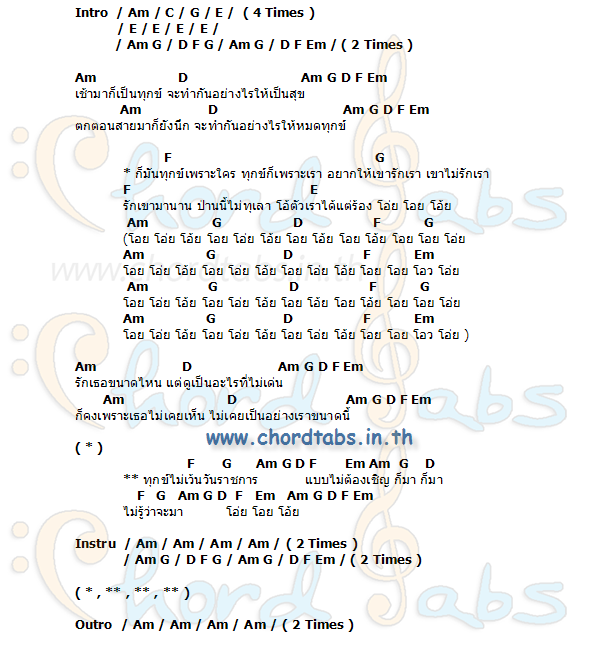 Intro / Am / C / G / E / ( 4 Times )
/ E / E / E / E /
/ Am G / D F G / Am G / D F Em / ( 2 Times )
Am D Am G D F Em
เช้ามาก็เป็นทุกข์ จะทำกันอย่างไรให้เป็นสุข
Am D Am G D F Em
ตกตอนสายมาก็ยังนึก จะทำกันอย่างไรให้หมดทุกข์
F G
* ก็มันทุกข์เพราะใคร ทุกข์ก็เพราะเรา อยากให้เขารักเรา เขาไม่รักเรา
F E
รักเขามานาน ป่านนี้ไม่ทุเลา โอ้ตัวเราได้แต่ร้อง โอ่ย โอย โอ้ย
Am G D F G
(โอย โอ่ย โอ้ย โอย โอ่ย โอ้ย โอย โอ้ย โอย โอ้ย โอย โอย โอ่ย
Am G D F Em
โอย โอ่ย โอ้ย โอย โอ่ย โอ้ย โอย โอ่ย โอ้ย โอย โอย โอว โอ่ย
Am G D F G
โอย โอ่ย โอ้ย โอย โอ่ย โอ้ย โอย โอ้ย โอย โอ้ย โอย โอย โอ่ย
Am G D F Em
โอย โอ่ย โอ้ย โอย โอ่ย โอ้ย โอย โอ่ย โอ้ย โอย โอย โอว โอ่ย )
Am D Am G D F Em
รักเธอขนาดไหน แต่ดูเป็นอะไรที่ไม่เด่น
Am D Am G D F Em
ก็คงเพราะเธอไม่เคยเห็น ไม่เคยเป็นอย่างเราขนาดนี้
www.chordtabs.in.th
( * )
F G Am G D F Em Am G D
** ทุกข์ไม่เว้นวันราชการ แบบไม่ต้องเชิญ ก็มา ก็มา
F G Am G D F Em Am G D F Em
ไม่รู้ว่าจะมา โอ่ย โอย โอ้ย
Instru / Am / Am / Am / Am / ( 2 Times )
/ Am G / D F G / Am G / D F Em / ( 2 Times )
( * , ** , ** , ** )
Outro / Am / Am / Am / Am / ( 2 Times )